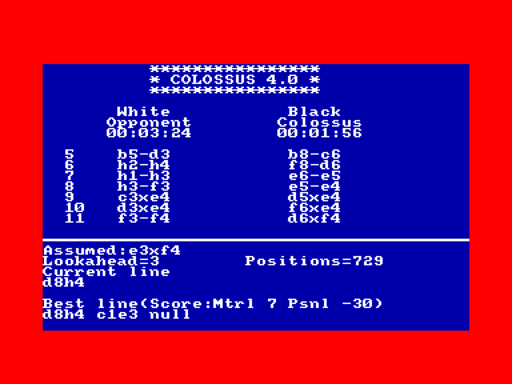 ****************
* COLOSSUS 4.0 *
****************
White Black
Opponent Colossus
00:03:24 00:01:56
5 b5-d3 b8-c6
6 h2-h4 f8-d6
7 h1-h3 e6-e5
8 h3-f3 e5-e4
9 c3xe4 d5xe4
10 d3xe4 f6xe4
11 f3-f4 d6xf4
Assumed:e3xf4
Lookahead=3 Positions=729
Current line
d8h4
Best line(Score:Mtrl 7 Psnl -30)
d8h4 c1e3 null